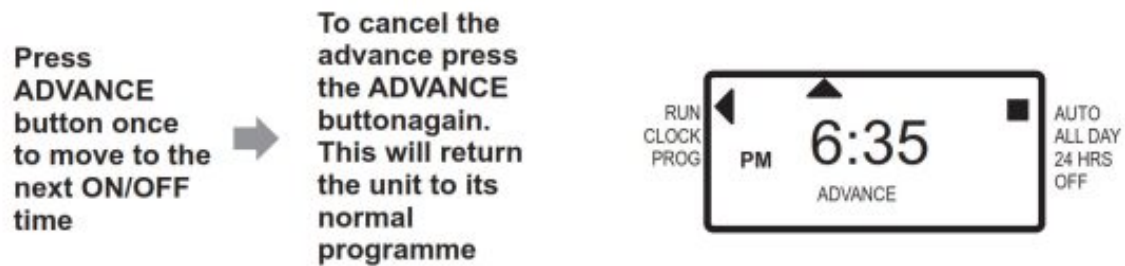 Press
ADVANCE
button once
to move to the
next ON/OFF
time
To cancel the
advance press
the ADVANCE
buttonagain.
This will return
the unit to its
normal
programme
RUN
CLOCK
PROG
PM
6:35
ADVANCE
AUTO
ALL DAY
24 HRS
OFF